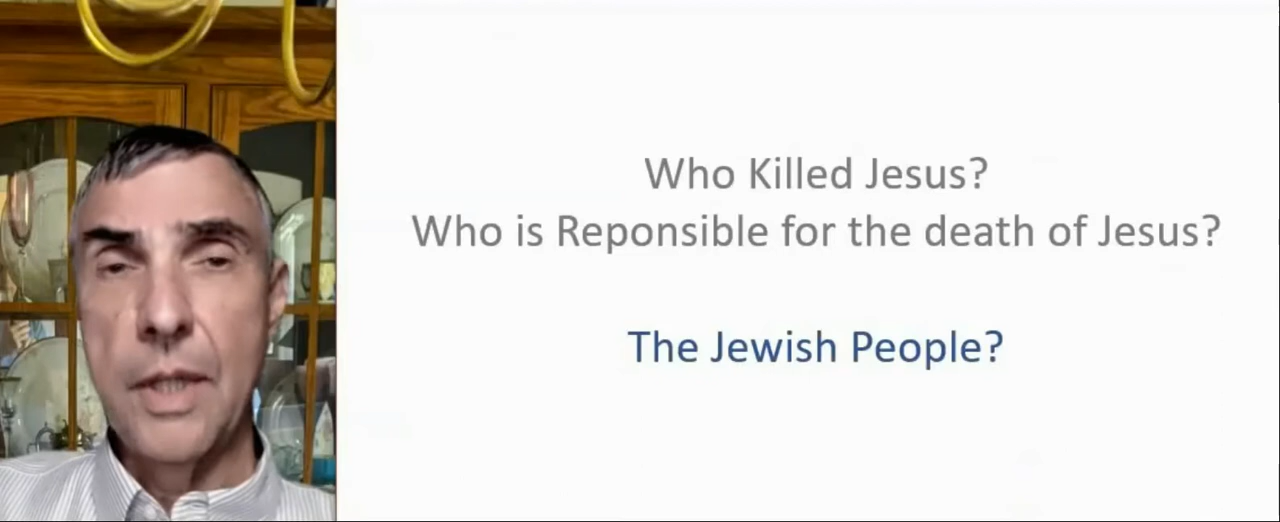 Who Killed Jesus?
Who is Reponsible for the death of Jesus?
The Jewish People?